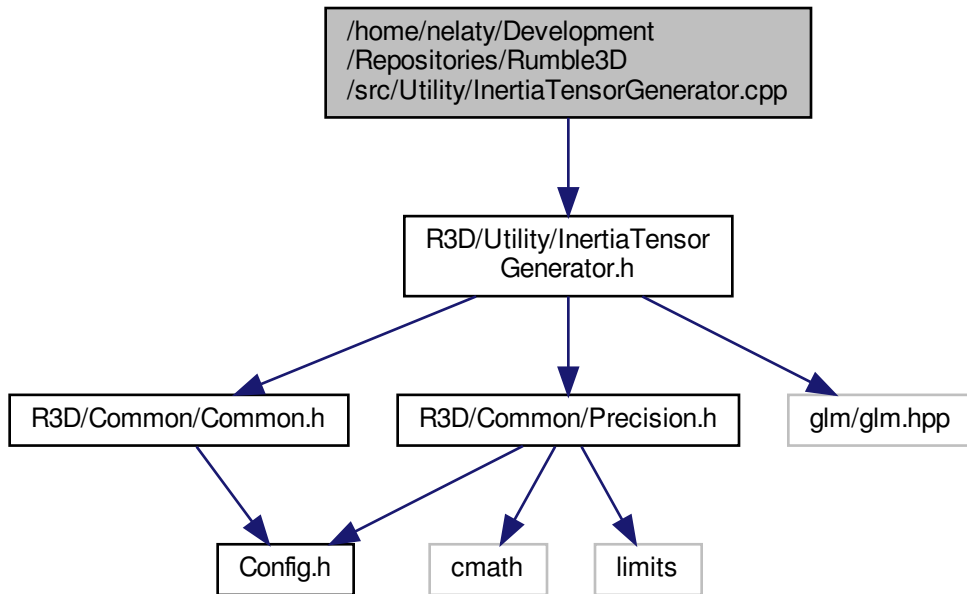 /home/nelaty/Development
/Repositories/Rumble3D
/src/Utility/InertiaTensorGenerator.cpp
R3D/Utility/InertiaTensor
Generator.h
R3D/Common/Common.h
R3D/Common/Precision.h
glm/glm.hpp
Config.h
cmath
limits